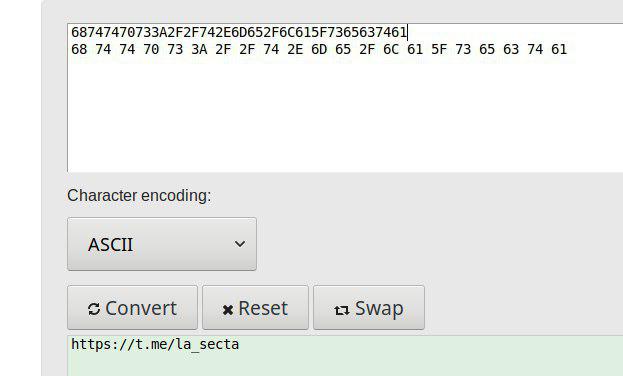 68747470733A2F2F742E6D652F6C615F7365637461
68 74 74 70 73 3A 2F 2F 74 2E 6D 65 2F 6C 61 5F 73 65 63 74 61
Character encoding:
ASCII
Convert Reset Swap
https://t.me/la_secta